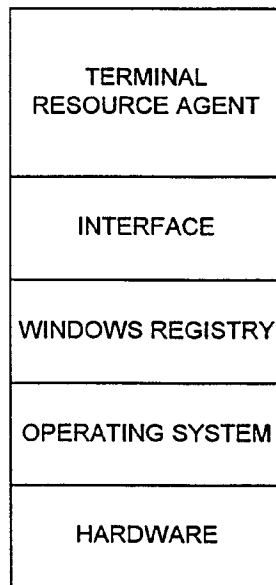 TERMINAL
RESOURCE AGENT
INTERFACE
WINDOWS REGISTRY
OPERATING SYSTEM
HARDWARE